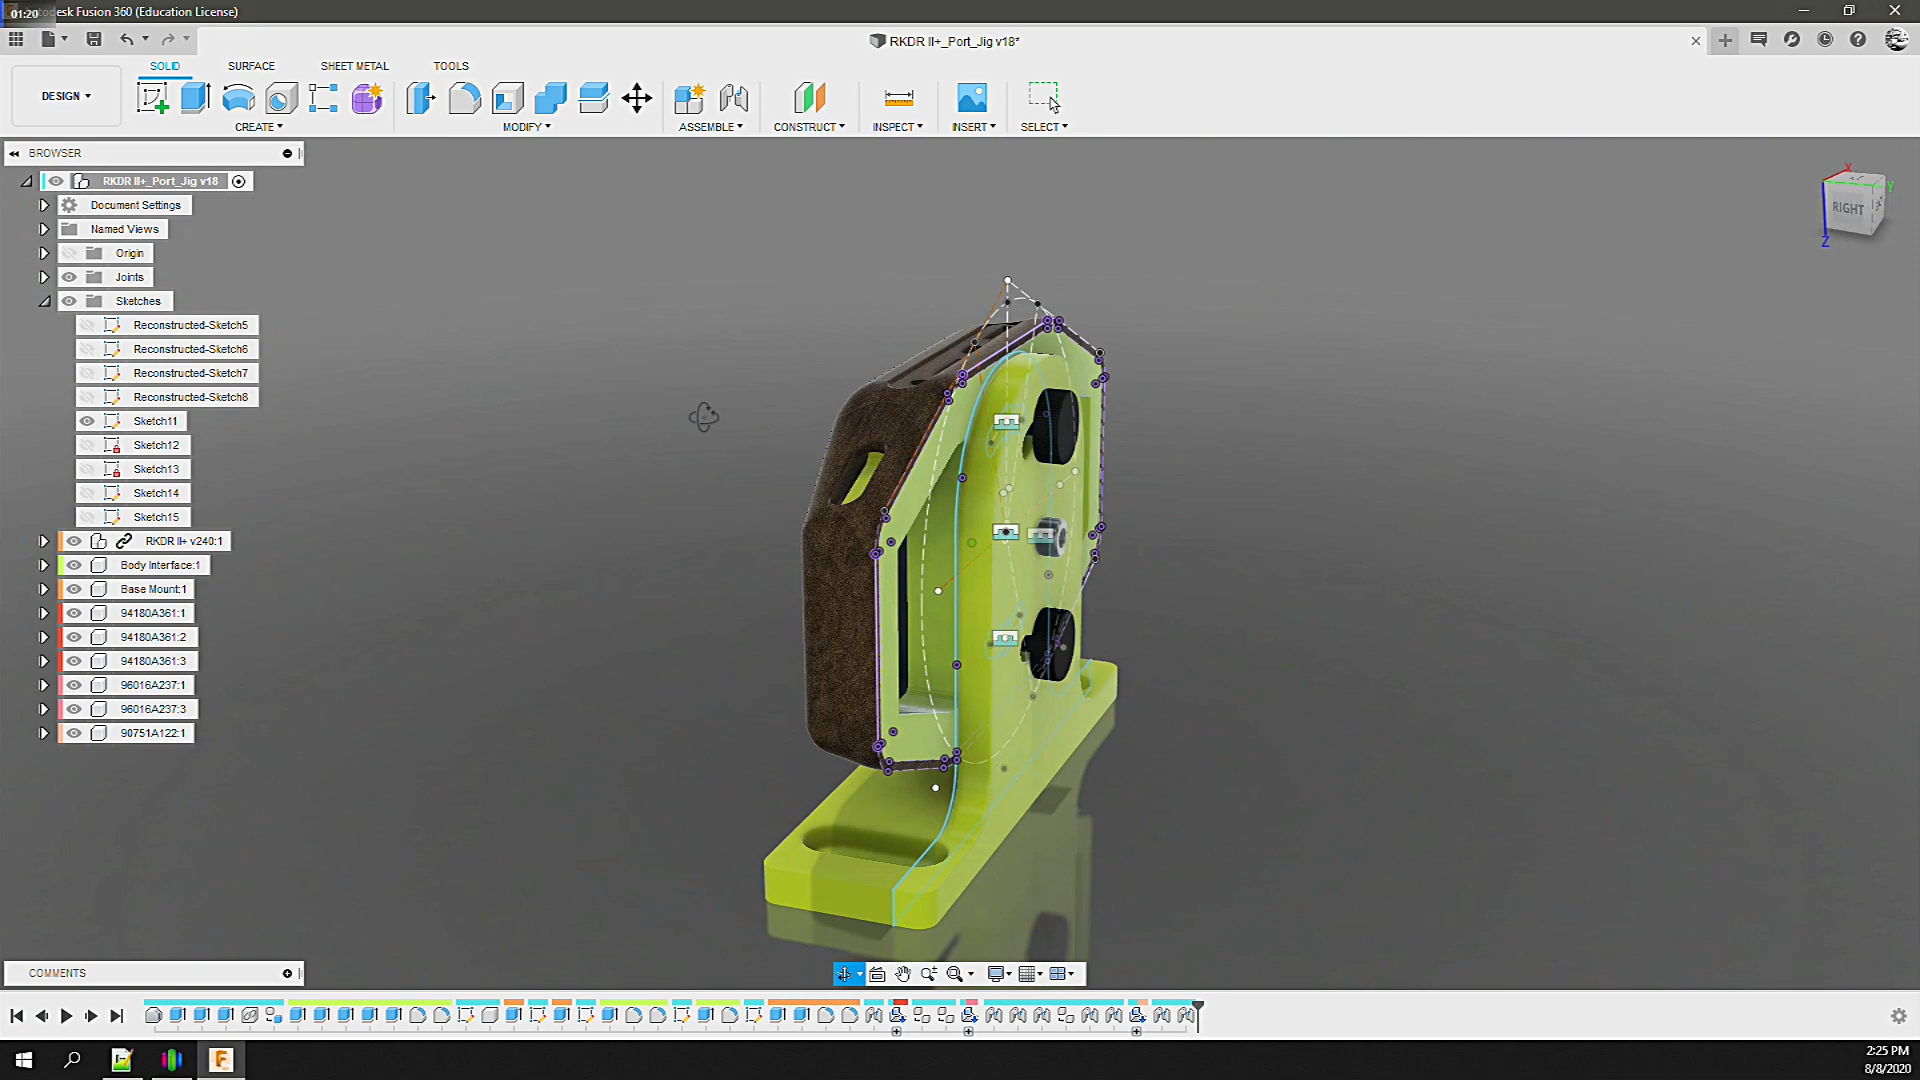 01:20
Autodesk Fusion 360 (Education License)
RKDR II+_Port_Jig v18*
DESIGN
SOLID
SURFACE
SHEET METAL
TOOLS
CREATE
MODIFY
ASSEMBLE
CONSTRUCT
INSPECT
INSERT
SELECT
BROWSER
RKDR II+_Port_Jig v18
Document Settings
Named Views
Origin
Joints
Sketches
Reconstructed-Sketch5
Reconstructed-Sketch6
Reconstructed-Sketch7
Reconstructed-Sketch8
Sketch11
Sketch12
Sketch13
Sketch14
Sketch15
RKDR II+ v240:1
Body Interface:1
Base Mount:1
94180A361:1
94180A361:2
94180A361:3
96016A237:1
96016A237:3
90751A122:1
X
Y
RIGHT
Z
COMMENTS
2:25 PM
8/8/2020